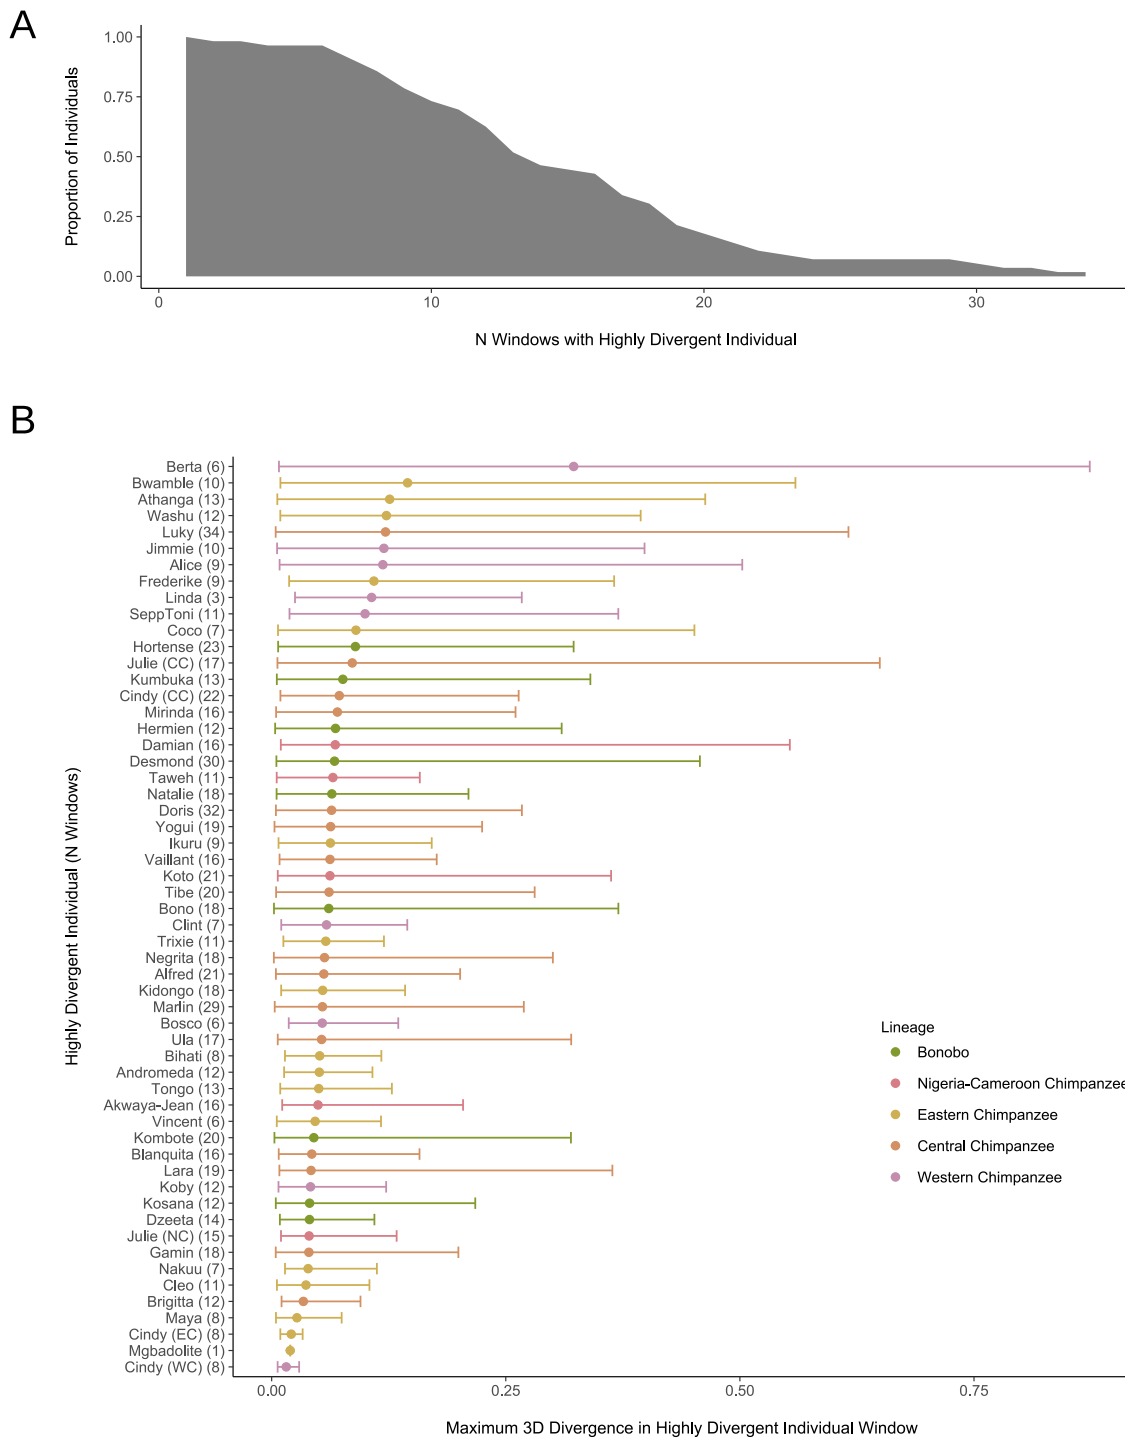 A
Proportion of Individuals
1.00
0.75
0.50
0.25
0.00
0
10
20
30
N Windows with Highly Divergent Individual
B
Highly Divergent Individual (N Windows)
Berta (6)
Bwamble (10)
Athanga (13)
Washu (12)
Luky (34)
Jimmie (10)
Alice (9)
Frederike (9)
Linda (3)
SeppToni (11)
Coco (7)
Hortense (23)
Julie (CC) (17)
Kumbuka (13)
Cindy (CC) (22)
Mirinda (16)
Hermien (12)
Damian (16)
Desmond (30)
Taweh (11)
Natalie (18)
Doris (32)
Yogui (19)
Ikuru (9)
Vaillant (16)
Koto (21)
Tibe (20)
Bono (18)
Clint (7)
Trixie (11)
Negrita (18)
Alfred (21)
Kidongo (18)
Marlin (29)
Bosco (6)
Ula (17)
Bihati (8)
Andromeda (12)
Tongo (13)
Akwaya-Jean (16)
Vincent (6)
Kombote (20)
Blanquita (16)
Lara (19)
Koby (12)
Kosana (12)
Dzeeta (14)
Julie (NC) (15)
Gamin (18)
Nakuu (7)
Cleo (11)
Brigitta (12)
Maya (8)
Cindy (EC) (8)
Mgbadolite (1)
Cindy (WC) (8)
Lineage
Bonobo
Nigeria-Cameroon Chimpanzee
Eastern Chimpanzee
Central Chimpanzee
Western Chimpanzee
0.00
0.25
0.50
0.75
Maximum 3D Divergence in Highly Divergent Individual Window